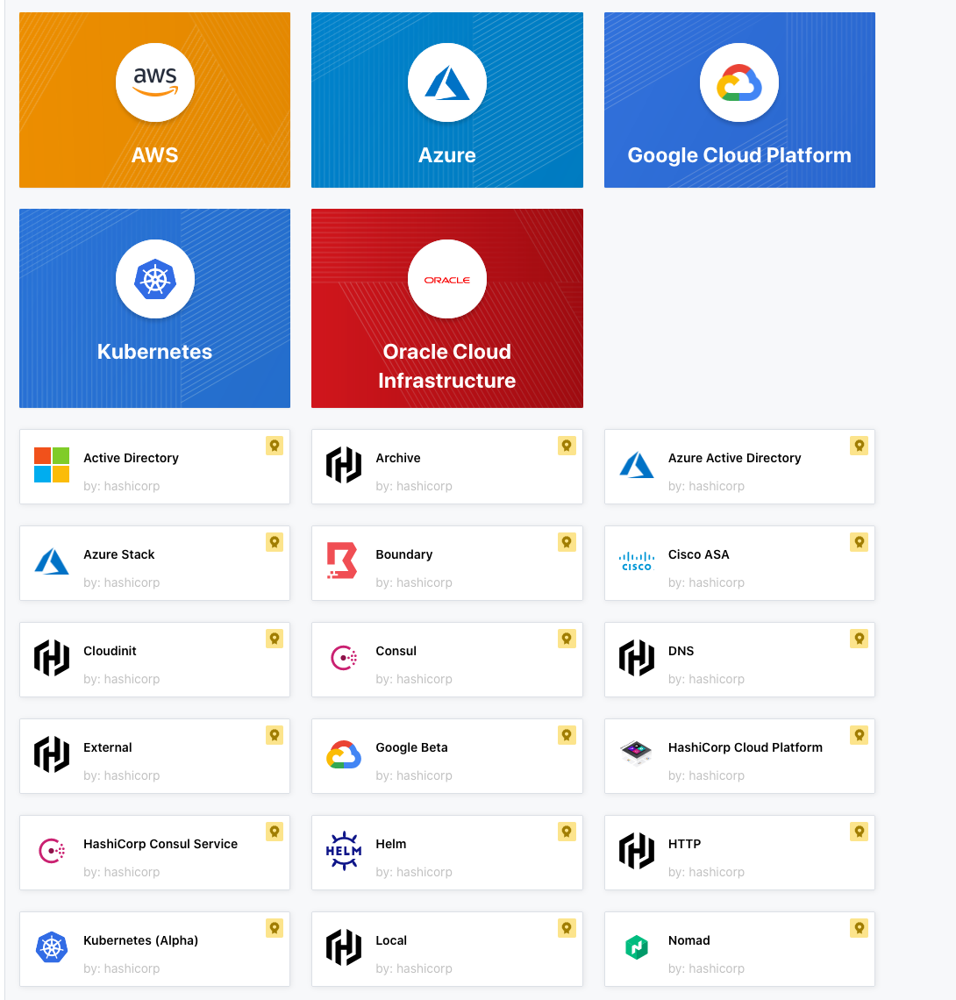 aws
AWS
Azure
Google Cloud Platform
Kubernetes
ORACLE
Oracle Cloud
Infrastructure
Active Directory
by: hashicorp
Archive
by: hashicorp
Azure Active Directory
by: hashicorp
Azure Stack
by: hashicorp
Boundary
by: hashicorp
CISCO
Cisco ASA
by: hashicorp
Cloudinit
by: hashicorp
Consul
by: hashicorp
DNS
by: hashicorp
External
by: hashicorp
Google Beta
by: hashicorp
HashiCorp Cloud Platform
by: hashicorp
HashiCorp Consul Service
by: hashicorp
HELM
Helm
by: hashicorp
HTTP
by: hashicorp
Kubernetes (Alpha)
by: hashicorp
Local
by: hashicorp
Nomad
by: hashicorp